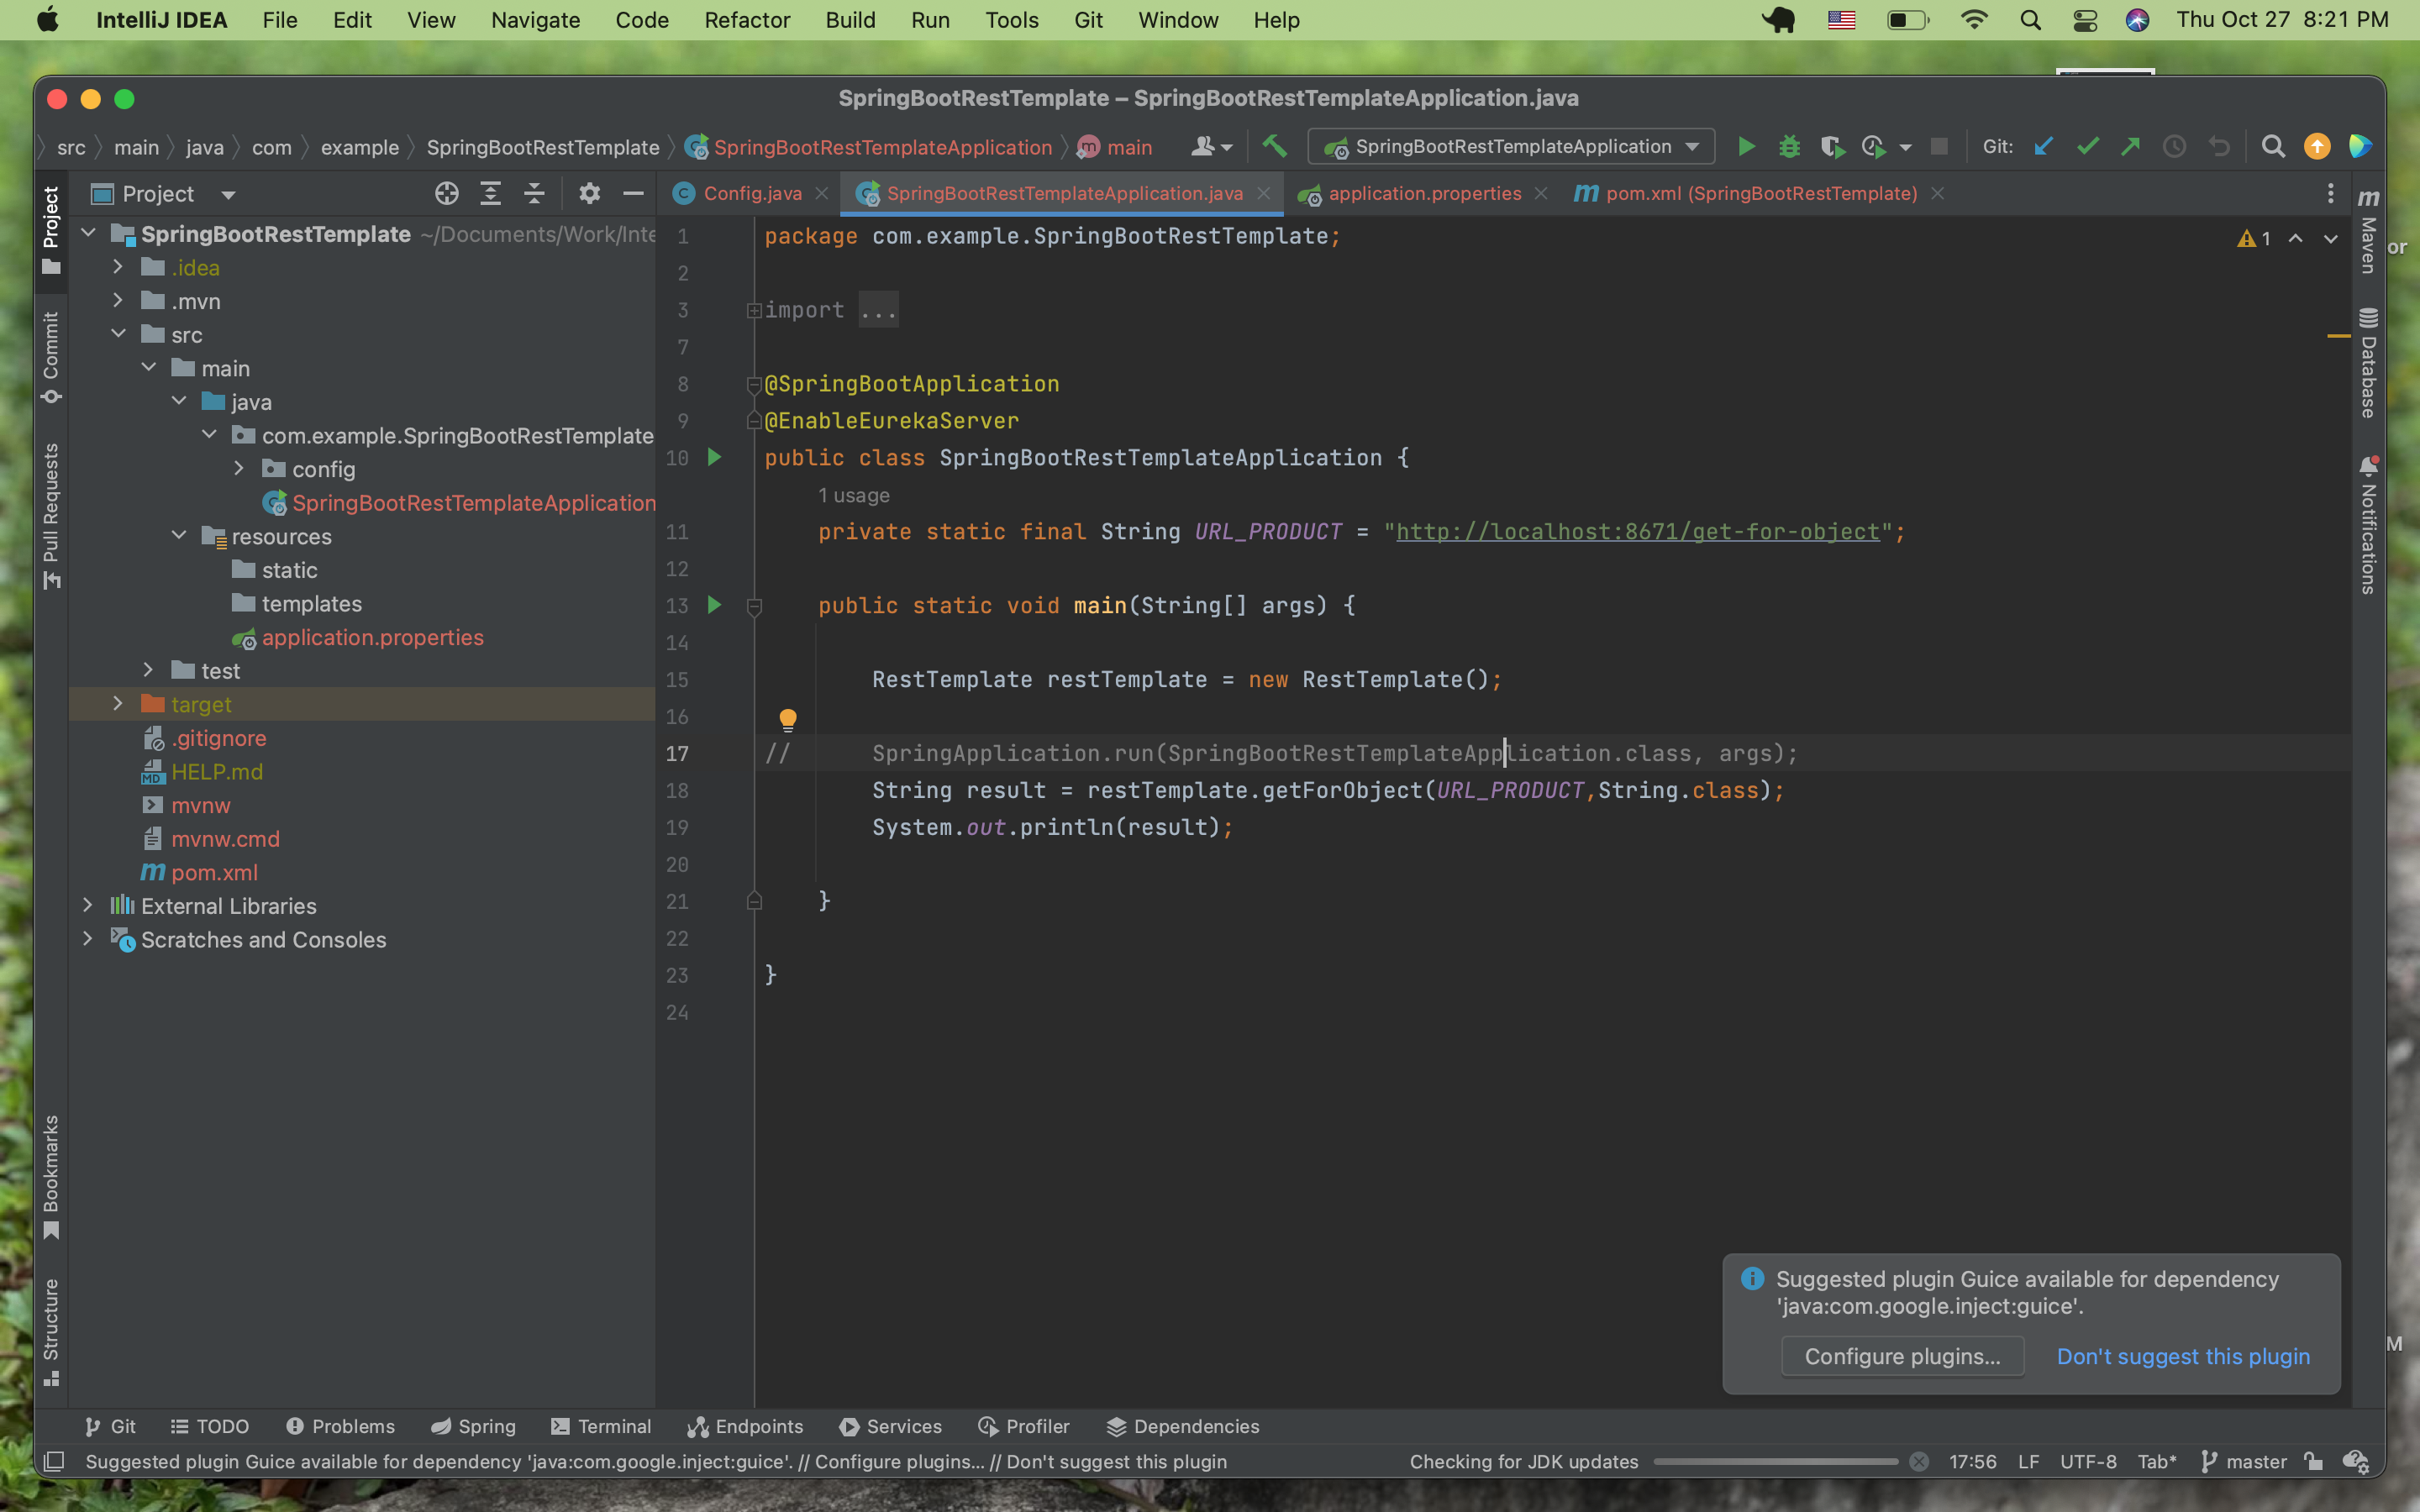 IntelliJ IDEA File Edit View Navigate Code Refactor Build Run Tools Git Window Help Thu Oct 27 8:21 PM
SpringBootRestTemplate – SpringBootRestTemplateApplication.java
src main java com example SpringBootRestTemplate SpringBootRestTemplateApplication m main SpringBootRestTemplateApplication Git:
Project Config.java SpringBootRestTemplateApplication.java application.properties m pom.xml (SpringBootRestTemplate)
Project
Commit
Pull Requests
Bookmarks
Structure
SpringBootRestTemplate ~/Documents/Work/Inte
.idea
.mvn
src
main
java
com.example.SpringBootRestTemplate
config
SpringBootRestTemplateApplication
resources
static
templates
application.properties
test
target
.gitignore
HELP.md
mvnw
mvnw.cmd
m pom.xml
External Libraries
Scratches and Consoles
1 package com.example.SpringBootRestTemplate;
2
3 import ...
7
8 @SpringBootApplication
9 @EnableEurekaServer
10 public class SpringBootRestTemplateApplication {
1 usage
11 private static final String URL_PRODUCT = "http://localhost:8671/get-for-object";
12
13 public static void main(String[] args) {
14
15 RestTemplate restTemplate = new RestTemplate();
16
17 // SpringApplication.run(SpringBootRestTemplateApplication.class, args);
18 String result = restTemplate.getForObject(URL_PRODUCT,String.class);
19 System.out.println(result);
20
21 }
22
23 }
24
1
m Maven
Database
Notifications
or
M
Suggested plugin Guice available for dependency
'java:com.google.inject:guice'.
Configure plugins... Don't suggest this plugin
Git TODO Problems Spring Terminal Endpoints Services Profiler Dependencies
Suggested plugin Guice available for dependency 'java:com.google.inject:guice'. // Configure plugins... // Don't suggest this plugin Checking for JDK updates 17:56 LF UTF-8 Tab* master